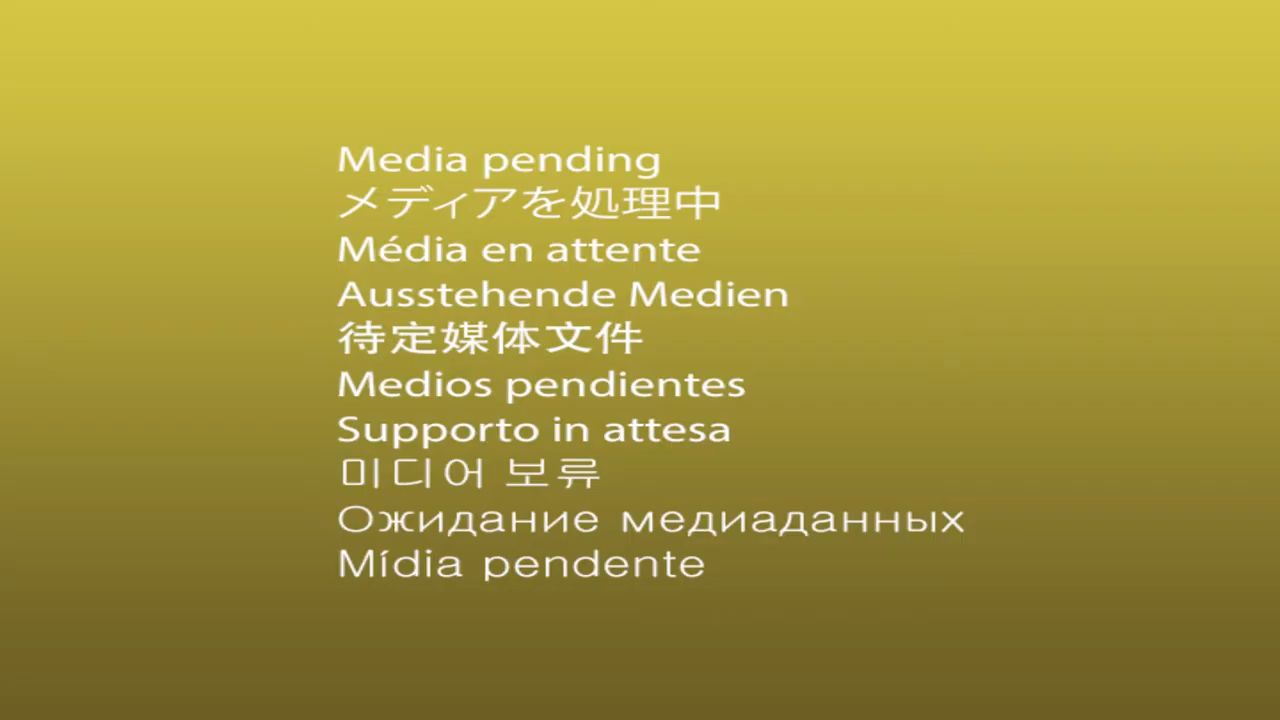 Media pending
メディアを処理中
Média en attente
Ausstehende Medien
待定媒体文件
Medios pendientes
Supporto in attesa
미디어 보류
Ожидание медиаданных
Mídia pendente